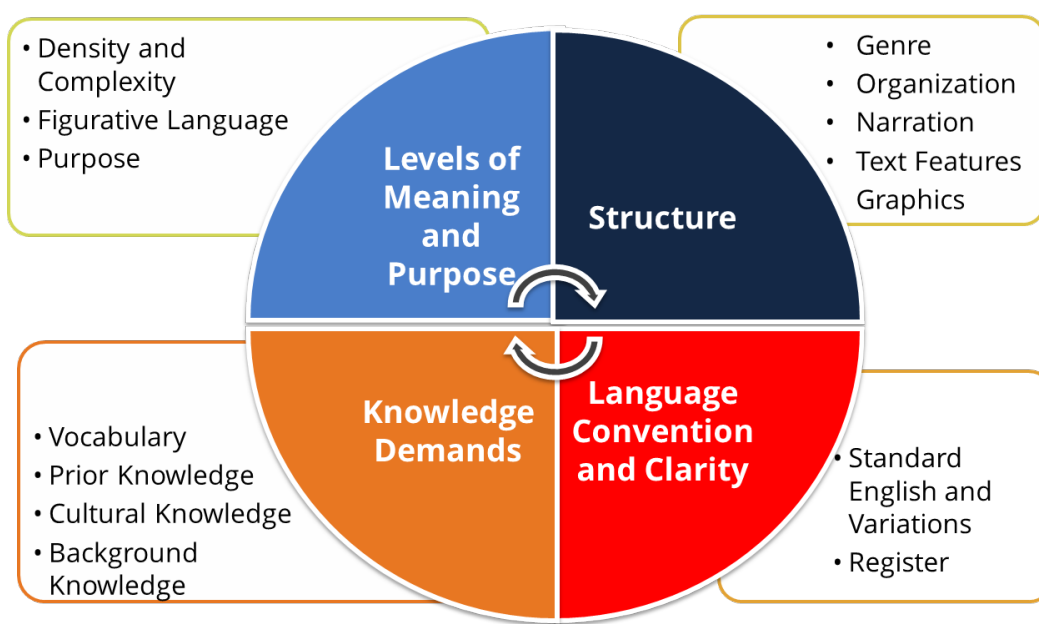 • Density and
Complexity
• Figurative Language
• Purpose
• Genre
• Organization
• Narration
• Text Features
Graphics
Levels of
Meaning
and
Purpose
Structure
Knowledge
Demands
Language
Convention
and Clarity
• Vocabulary
• Prior Knowledge
• Cultural Knowledge
• Background
Knowledge
• Standard
English and
Variations
• Register